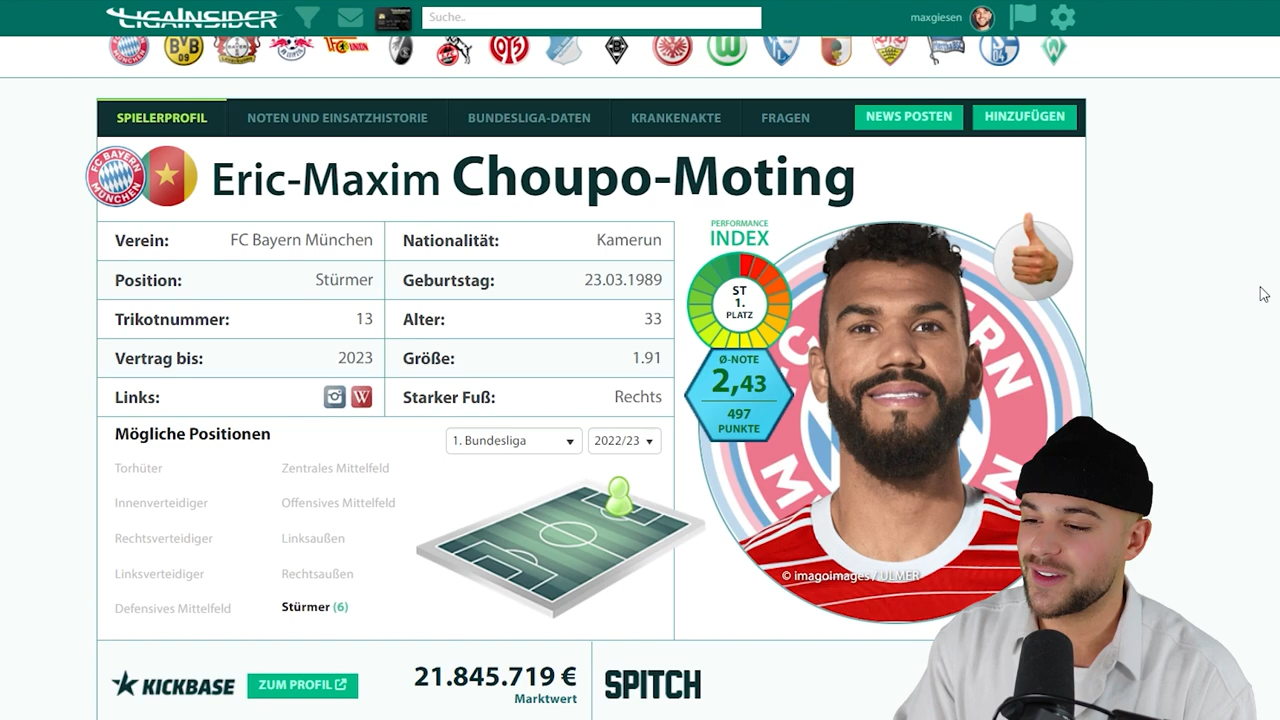 LIGAINSIDER
Suche..
maxgiesen
SPIELERPROFIL
NOTEN UND EINSATZHISTORIE
BUNDESLIGA-DATEN
KRANKENAKTE
FRAGEN
NEWS POSTEN
HINZUFÜGEN
FC BAYERN MÜNCHEN
Eric-Maxim Choupo-Moting
Verein: FC Bayern München
Nationalität: Kamerun
Position: Stürmer
Geburtstag: 23.03.1989
Trikotnummer: 13
Alter: 33
Vertrag bis: 2023
Größe: 1.91
Links: W
Starker Fuß: Rechts
PERFORMANCE
INDEX
ST
1.
PLATZ
Ø-NOTE
2,43
497
PUNKTE
Mögliche Positionen
1. Bundesliga
2022/23
Torhüter
Zentrales Mittelfeld
Innenverteidiger
Offensives Mittelfeld
Rechtsverteidiger
Linksaußen
Linksverteidiger
Rechtsaußen
Defensives Mittelfeld
Stürmer (6)
© imagoimages / ULMER
KICKBASE
ZUM PROFIL
21.845.719 €
Marktwert
SPITCH